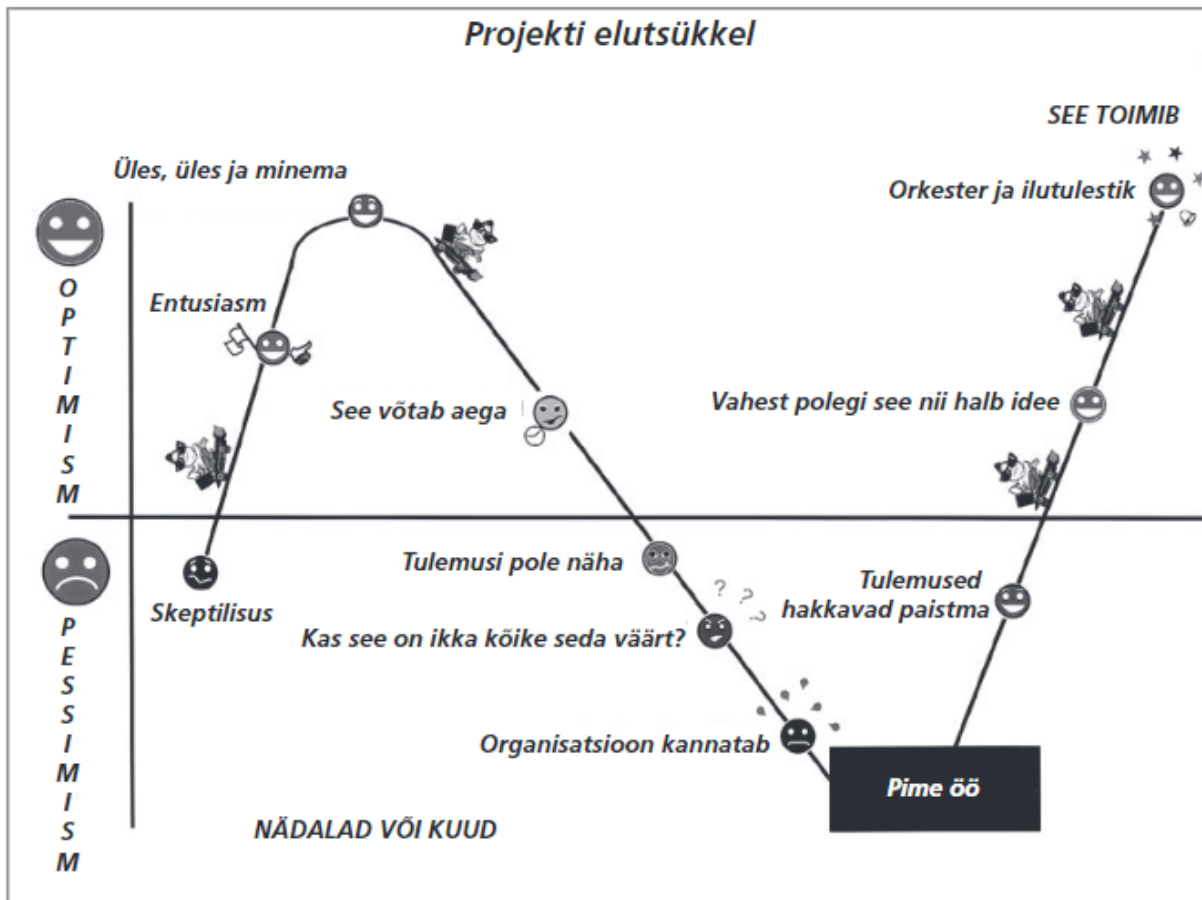 Projekti elutsükkel
SEE TOIMIB
Üles, üles ja minema
Orkester ja ilutulestik
OPTIMISM
Entusiasm
See võtab aega
Vahest polegi see nii halb idee
PESSIMISM
Skeptilisus
Tulemusi pole näha
Tulemused
hakkavad paistma
? ? ?
Kas see on ikka kõike seda väärt?
Organisatsioon kannatab
Pime öö
NÄDALAD VÕI KUUD